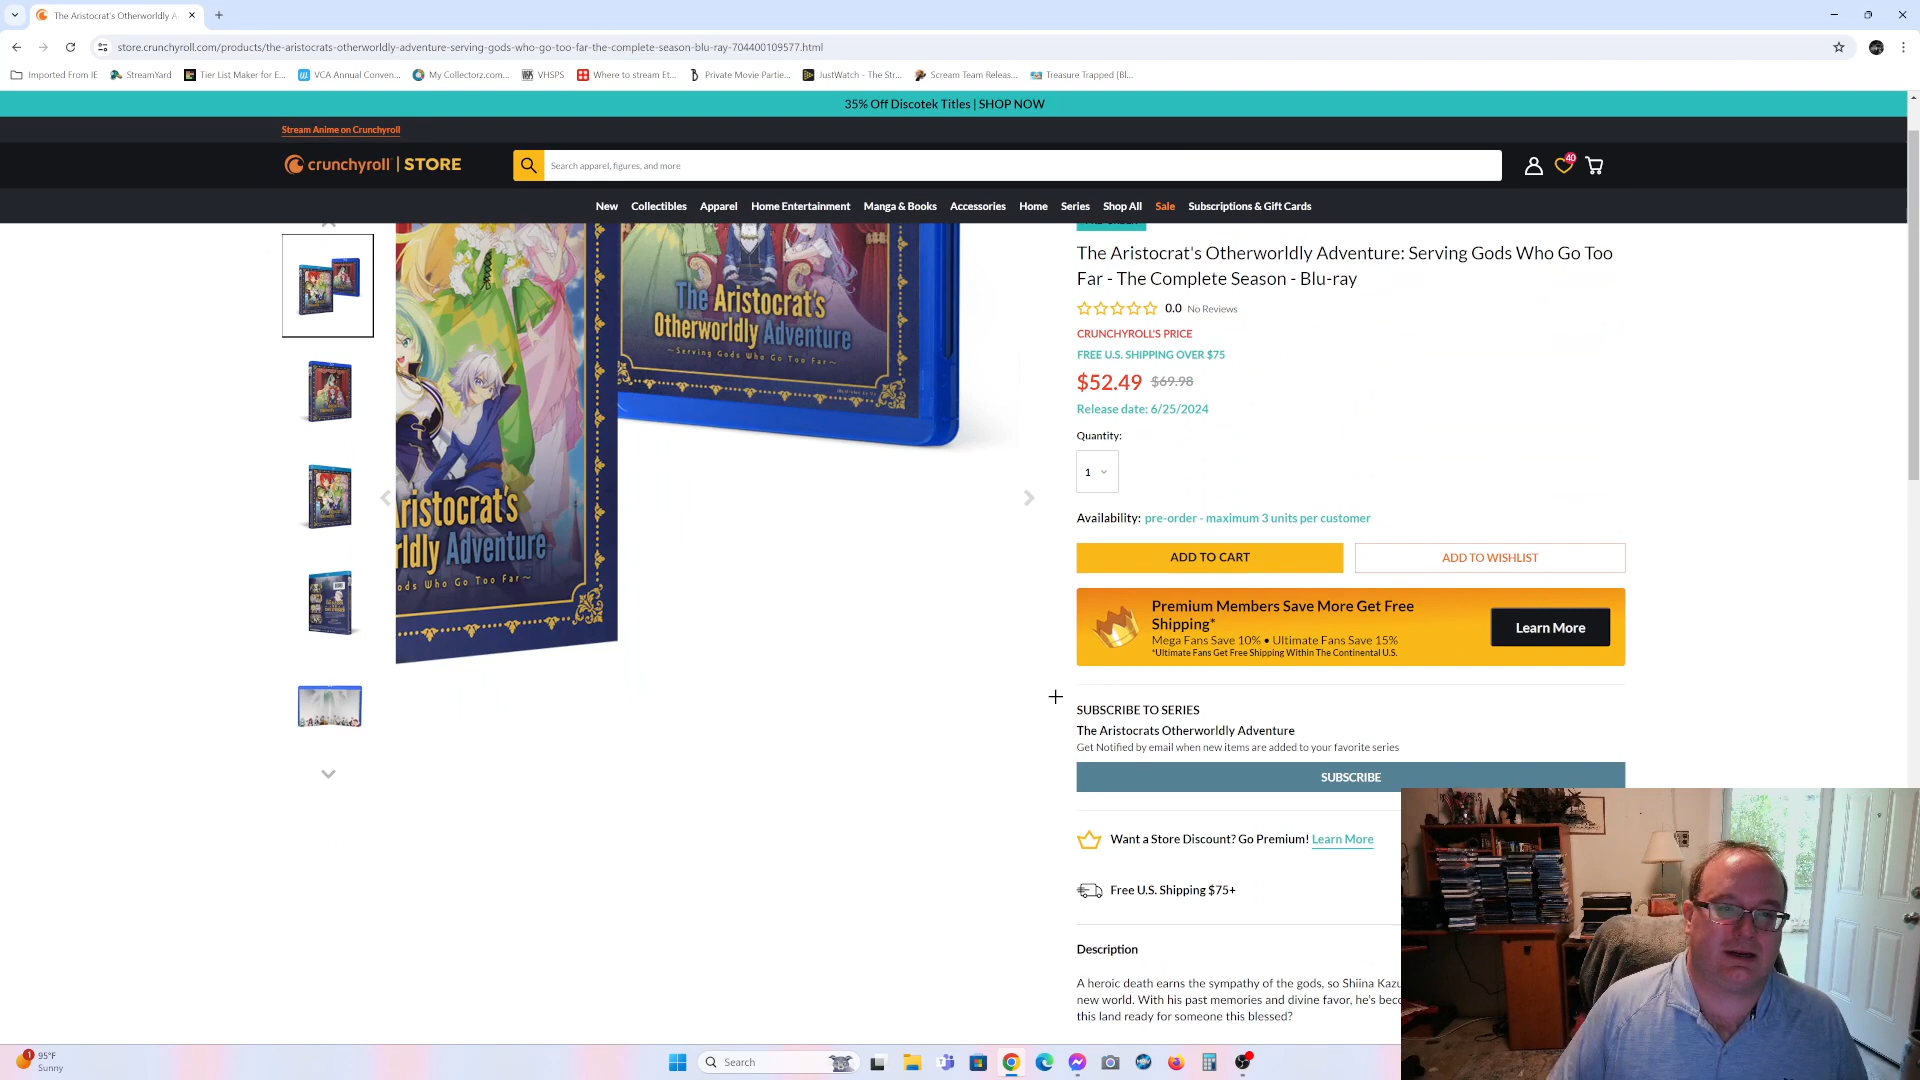 The Aristocrat's Otherworldly A
store.crunchyroll.com/products/the-aristocrats-otherworldly-adventure-serving-gods-who-go-too-far-the-complete-season-blu-ray-704400109577.html
Imported From IE StreamYard Tier List Maker for E... VCA Annual Conven... My Collectorz.com... VHSPS Where to stream Et... Private Movie Partie... JustWatch - The Str... Scream Team Releas... Treasure Trapped [Bl...
35% Off Discotek Titles | SHOP NOW
Stream Anime on Crunchyroll
crunchyroll | STORE
Search apparel, figures, and more
40
New Collectibles Apparel Home Entertainment Manga & Books Accessories Home Series Shop All Sale Subscriptions & Gift Cards
The Aristocrat's Otherworldly Adventure: Serving Gods Who Go Too
Far - The Complete Season - Blu-ray
0.0 No Reviews
CRUNCHYROLL'S PRICE
FREE U.S. SHIPPING OVER $75
$52.49 $69.98
Release date: 6/25/2024
Quantity:
1
Availability: pre-order - maximum 3 units per customer
ADD TO CART
ADD TO WISHLIST
Premium Members Save More Get Free
Shipping*
Mega Fans Save 10% • Ultimate Fans Save 15%
*Ultimate Fans Get Free Shipping Within The Continental U.S.
Learn More
SUBSCRIBE TO SERIES
The Aristocrats Otherworldly Adventure
Get Notified by email when new items are added to your favorite series
SUBSCRIBE
Want a Store Discount? Go Premium! Learn More
Free U.S. Shipping $75+
Description
A heroic death earns the sympathy of the gods, so Shiina Kazu
new world. With his past memories and divine favor, he's beco
this land ready for someone this blessed?
The Aristocrat's
Otherworldly Adventure
~Serving Gods Who Go Too Far~
ristocrat's
rldly Adventure
ods Who Go Too Far~
1
95°F
Sunny
Search